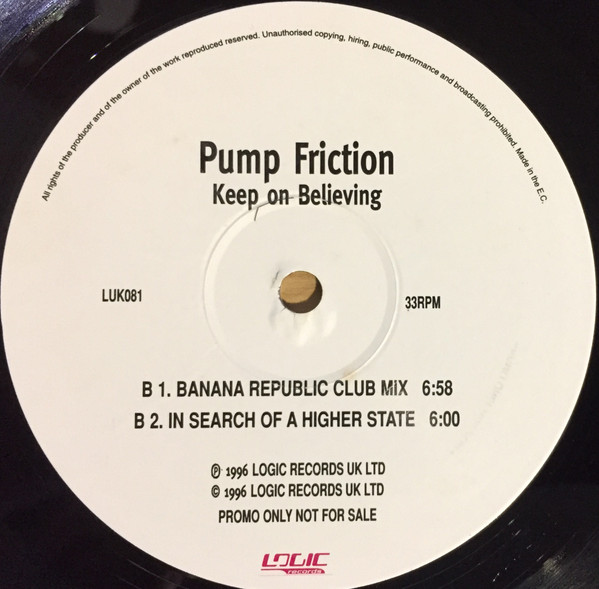 All rights of the producer and of the owner of the work reproduced reserved. Unauthorised copying, hiring, public performance and broadcasting prohibited. Made in the E.C.
Pump Friction
Keep on Believing
LUK081
33RPM
B 1. BANANA REPUBLIC CLUB MIX 6:58
B 2. IN SEARCH OF A HIGHER STATE 6:00
℗ 1996 LOGIC RECORDS UK LTD
© 1996 LOGIC RECORDS UK LTD
PROMO ONLY NOT FOR SALE
LOGIC
records